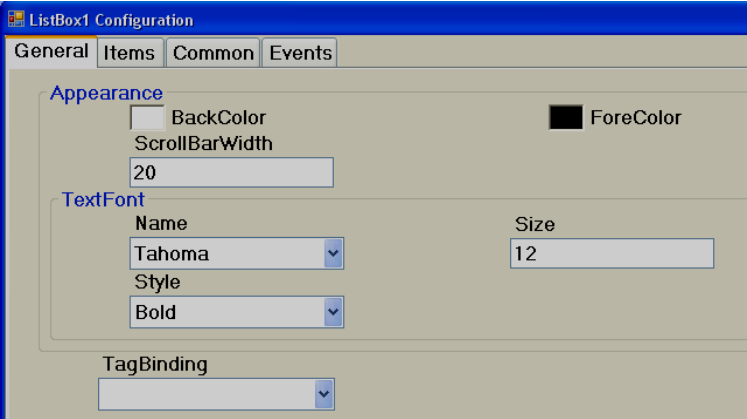 ListBox1 Configuration
General Items Common Events
Appearance
BackColor ForeColor
ScrollBarWidth
20
TextFont
Name Size
Tahoma 12
Style
Bold
TagBinding